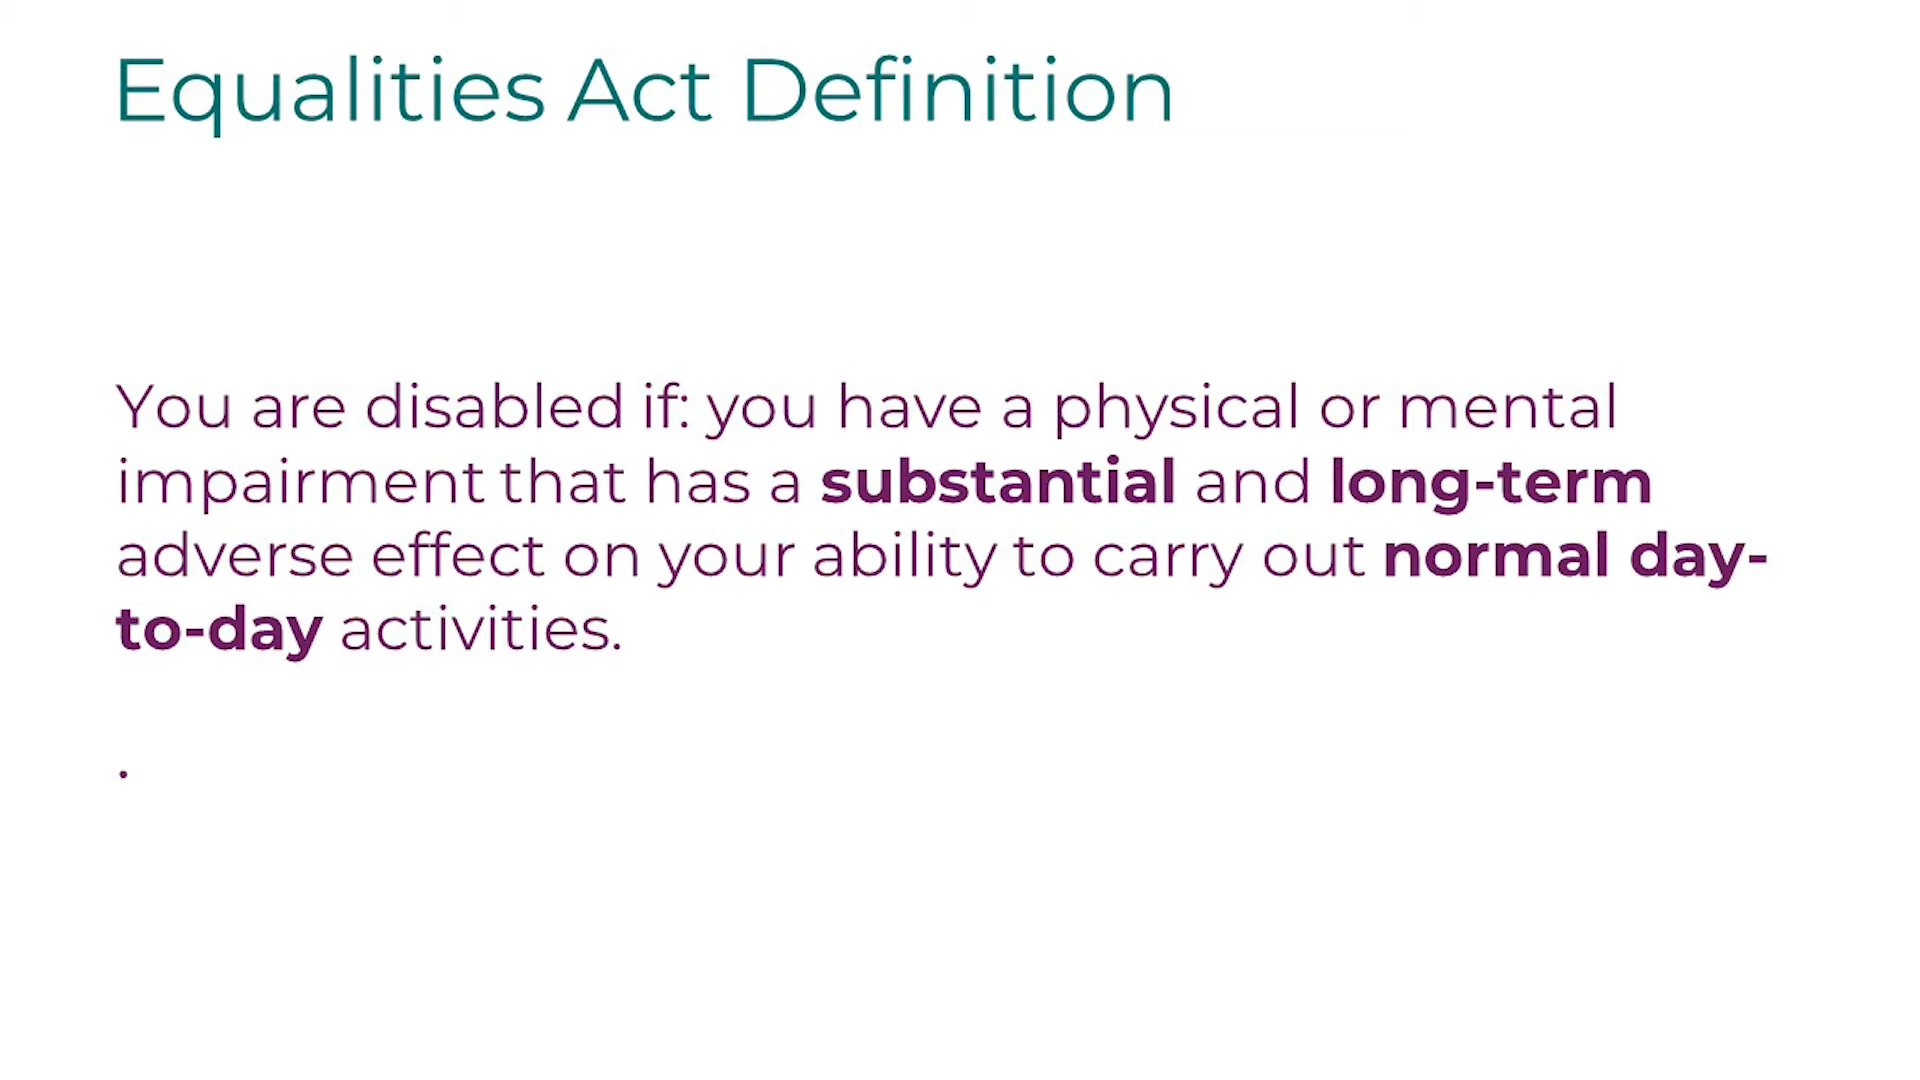 Equalities Act Definition
You are disabled if: you have a physical or mental
impairment that has a substantial and long-term
adverse effect on your ability to carry out normal day-
to-day activities.
.